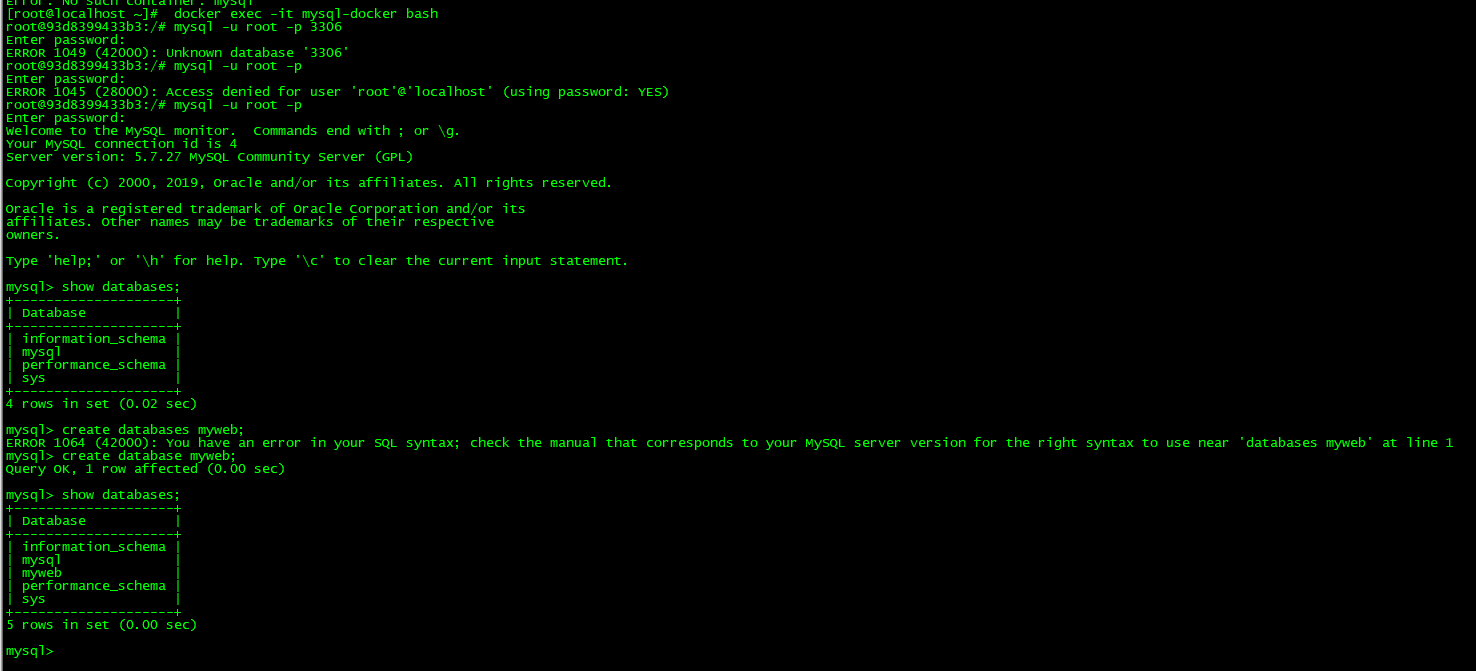 Error: No such container: mysql
[root@localhost ~]#  docker exec -it mysql-docker bash
root@93d8399433b3:/# mysql -u root -p 3306
Enter password:
ERROR 1049 (42000): Unknown database '3306'
root@93d8399433b3:/# mysql -u root -p
Enter password:
ERROR 1045 (28000): Access denied for user 'root'@'localhost' (using password: YES)
root@93d8399433b3:/# mysql -u root -p
Enter password:
Welcome to the MySQL monitor.  Commands end with ; or \g.
Your MySQL connection id is 4
Server version: 5.7.27 MySQL Community Server (GPL)

Copyright (c) 2000, 2019, Oracle and/or its affiliates. All rights reserved.

Oracle is a registered trademark of Oracle Corporation and/or its
affiliates. Other names may be trademarks of their respective
owners.

Type 'help;' or '\h' for help. Type '\c' to clear the current input statement.

mysql> show databases;
+--------------------+
| Database           |
+--------------------+
| information_schema |
| mysql              |
| performance_schema |
| sys                |
+--------------------+
4 rows in set (0.02 sec)

mysql> create databases myweb;
ERROR 1064 (42000): You have an error in your SQL syntax; check the manual that corresponds to your MySQL server version for the right syntax to use near 'databases myweb' at line 1
mysql> create database myweb;
Query OK, 1 row affected (0.00 sec)

mysql> show databases;
+--------------------+
| Database           |
+--------------------+
| information_schema |
| mysql              |
| myweb              |
| performance_schema |
| sys                |
+--------------------+
5 rows in set (0.00 sec)

mysql>